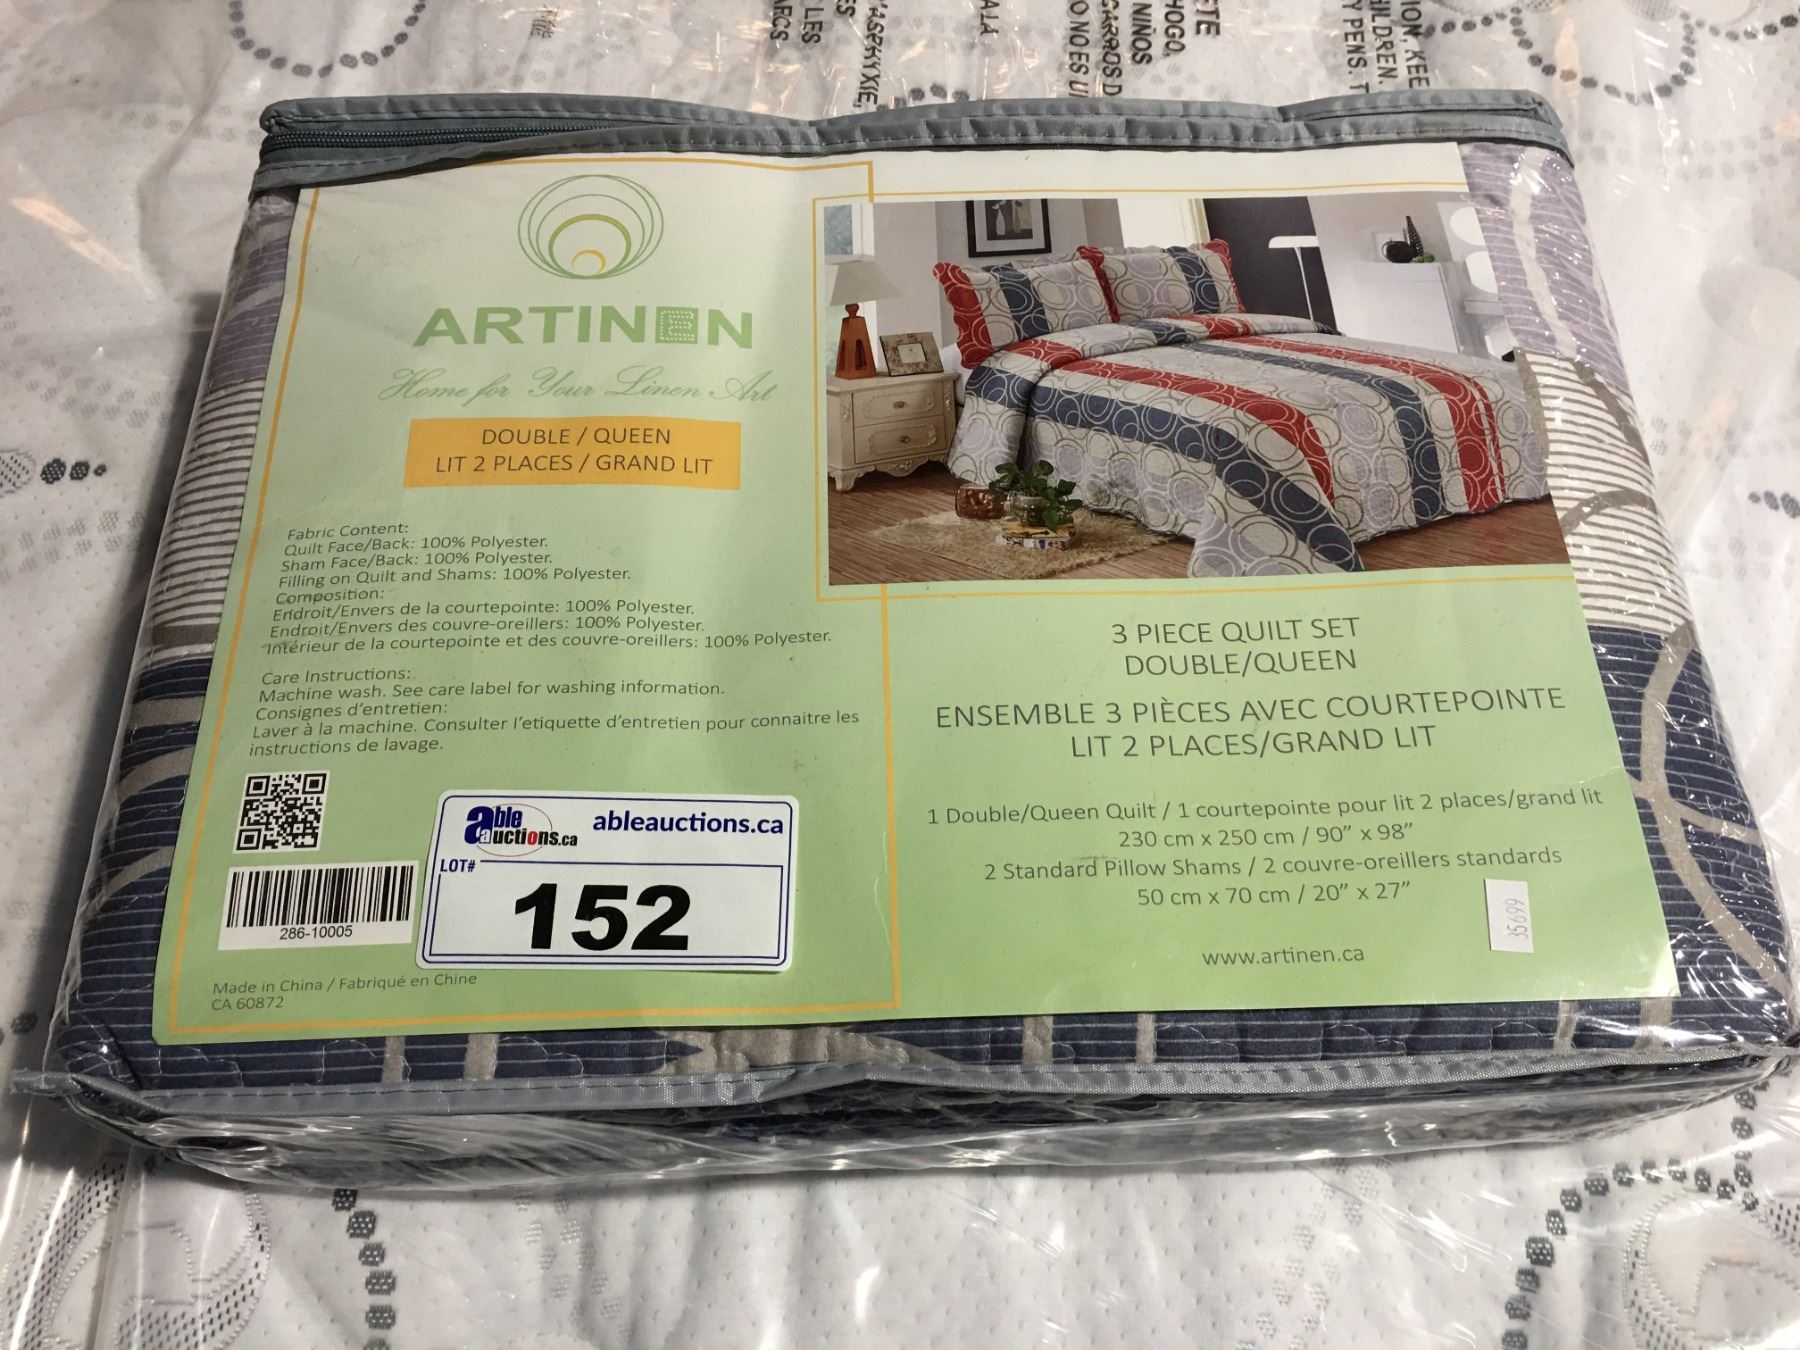 ARTINEN
Home for Your Linen Art
DOUBLE / QUEEN
LIT 2 PLACES / GRAND LIT
Fabric Content:
Quilt Face/Back: 100% Polyester.
Sham Face/Back: 100% Polyester.
Filling on Quilt and Shams: 100% Polyester.
Composition:
Endroit/Envers de la courtepointe: 100% Polyester.
Endroit/Envers des couvre-oreillers: 100% Polyester.
Intérieur de la courtepointe et des couvre-oreillers: 100% Polyester.
Care Instructions:
Machine wash. See care label for washing information.
Consignes d'entretien:
Laver à la machine. Consulter l'etiquette d'entretien pour connaitre les
instructions de lavage.
286-10005
able auctions.ca
ableauctions.ca
LOT#
152
Made in China / Fabriqué en Chine
CA 60872
3 PIECE QUILT SET
DOUBLE/QUEEN
ENSEMBLE 3 PIÈCES AVEC COURTEPOINTE
LIT 2 PLACES/GRAND LIT
1 Double/Queen Quilt / 1 courtepointe pour lit 2 places/grand lit
230 cm x 250 cm / 90” x 98”
2 Standard Pillow Shams / 2 couvre-oreillers standards
50 cm x 70 cm / 20” x 27”
35699
www.artinen.ca
LES
NIÑOS